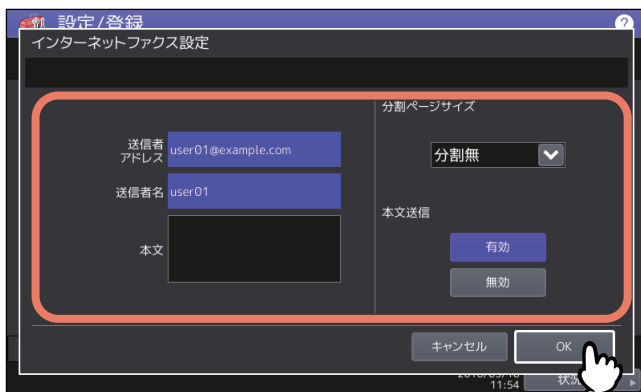 設定/登録
?
インターネットファクス設定
送信者
アドレス
user01@example.com
送信者名
user01
本文
分割ページサイズ
分割無
本文送信
有効
無効
キャンセル
OK
11:54
状況